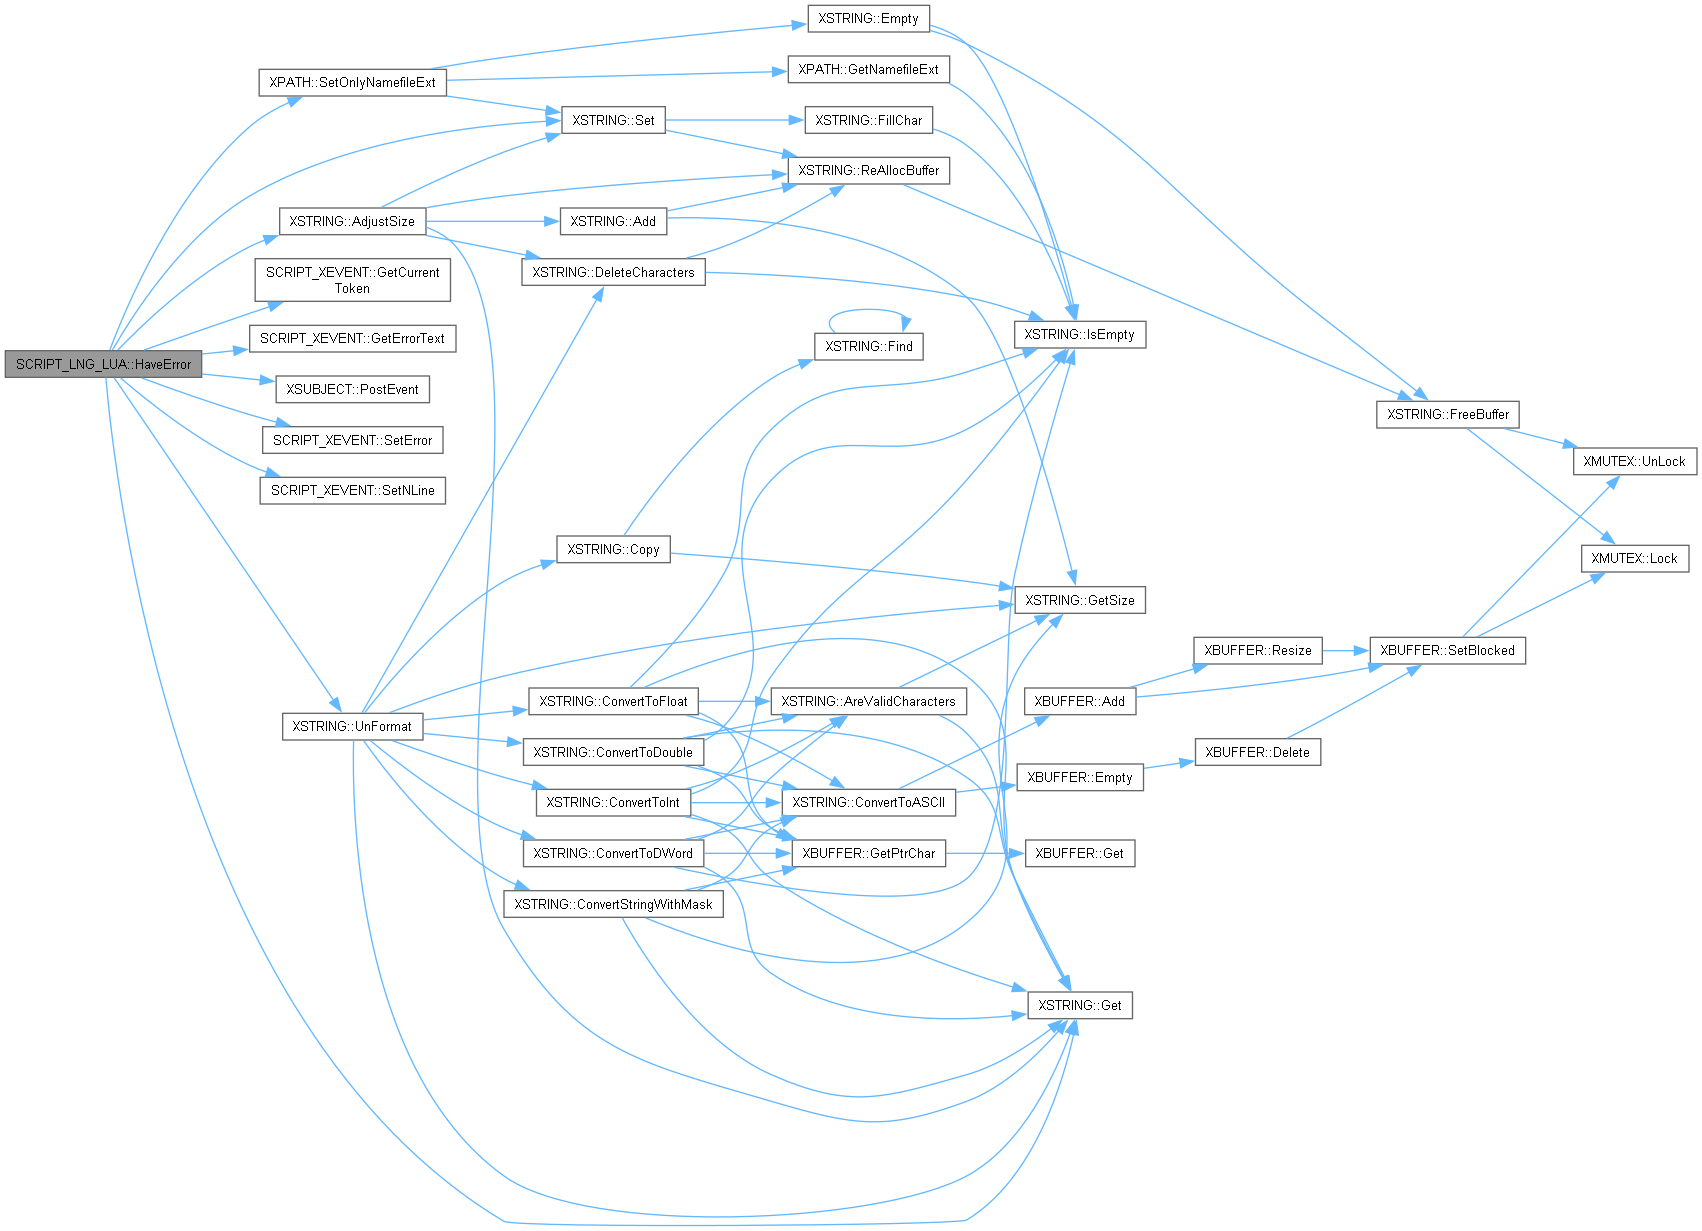 SCRIPT_LNG_LUA::HaveError
XPATH::SetOnlyNamefileExt
XSTRING::AdjustSize
SCRIPT_XEVENT::GetCurrent
Token
SCRIPT_XEVENT::GetErrorText
XSUBJECT::PostEvent
SCRIPT_XEVENT::SetError
SCRIPT_XEVENT::SetNLine
XSTRING::UnFormat
XSTRING::Set
XSTRING::Add
XSTRING::DeleteCharacters
XSTRING::Copy
XSTRING::ConvertToFloat
XSTRING::ConvertToDouble
XSTRING::ConvertToInt
XSTRING::ConvertToDWord
XSTRING::ConvertStringWithMask
XSTRING::Empty
XPATH::GetNamefileExt
XSTRING::FillChar
XSTRING::ReAllocBuffer
XSTRING::Find
XSTRING::AreValidCharacters
XSTRING::ConvertToASCII
XBUFFER::GetPtrChar
XSTRING::IsEmpty
XSTRING::GetSize
XBUFFER::Add
XBUFFER::Empty
XBUFFER::Get
XSTRING::Get
XBUFFER::Resize
XBUFFER::Delete
XSTRING::FreeBuffer
XBUFFER::SetBlocked
XMUTEX::UnLock
XMUTEX::Lock